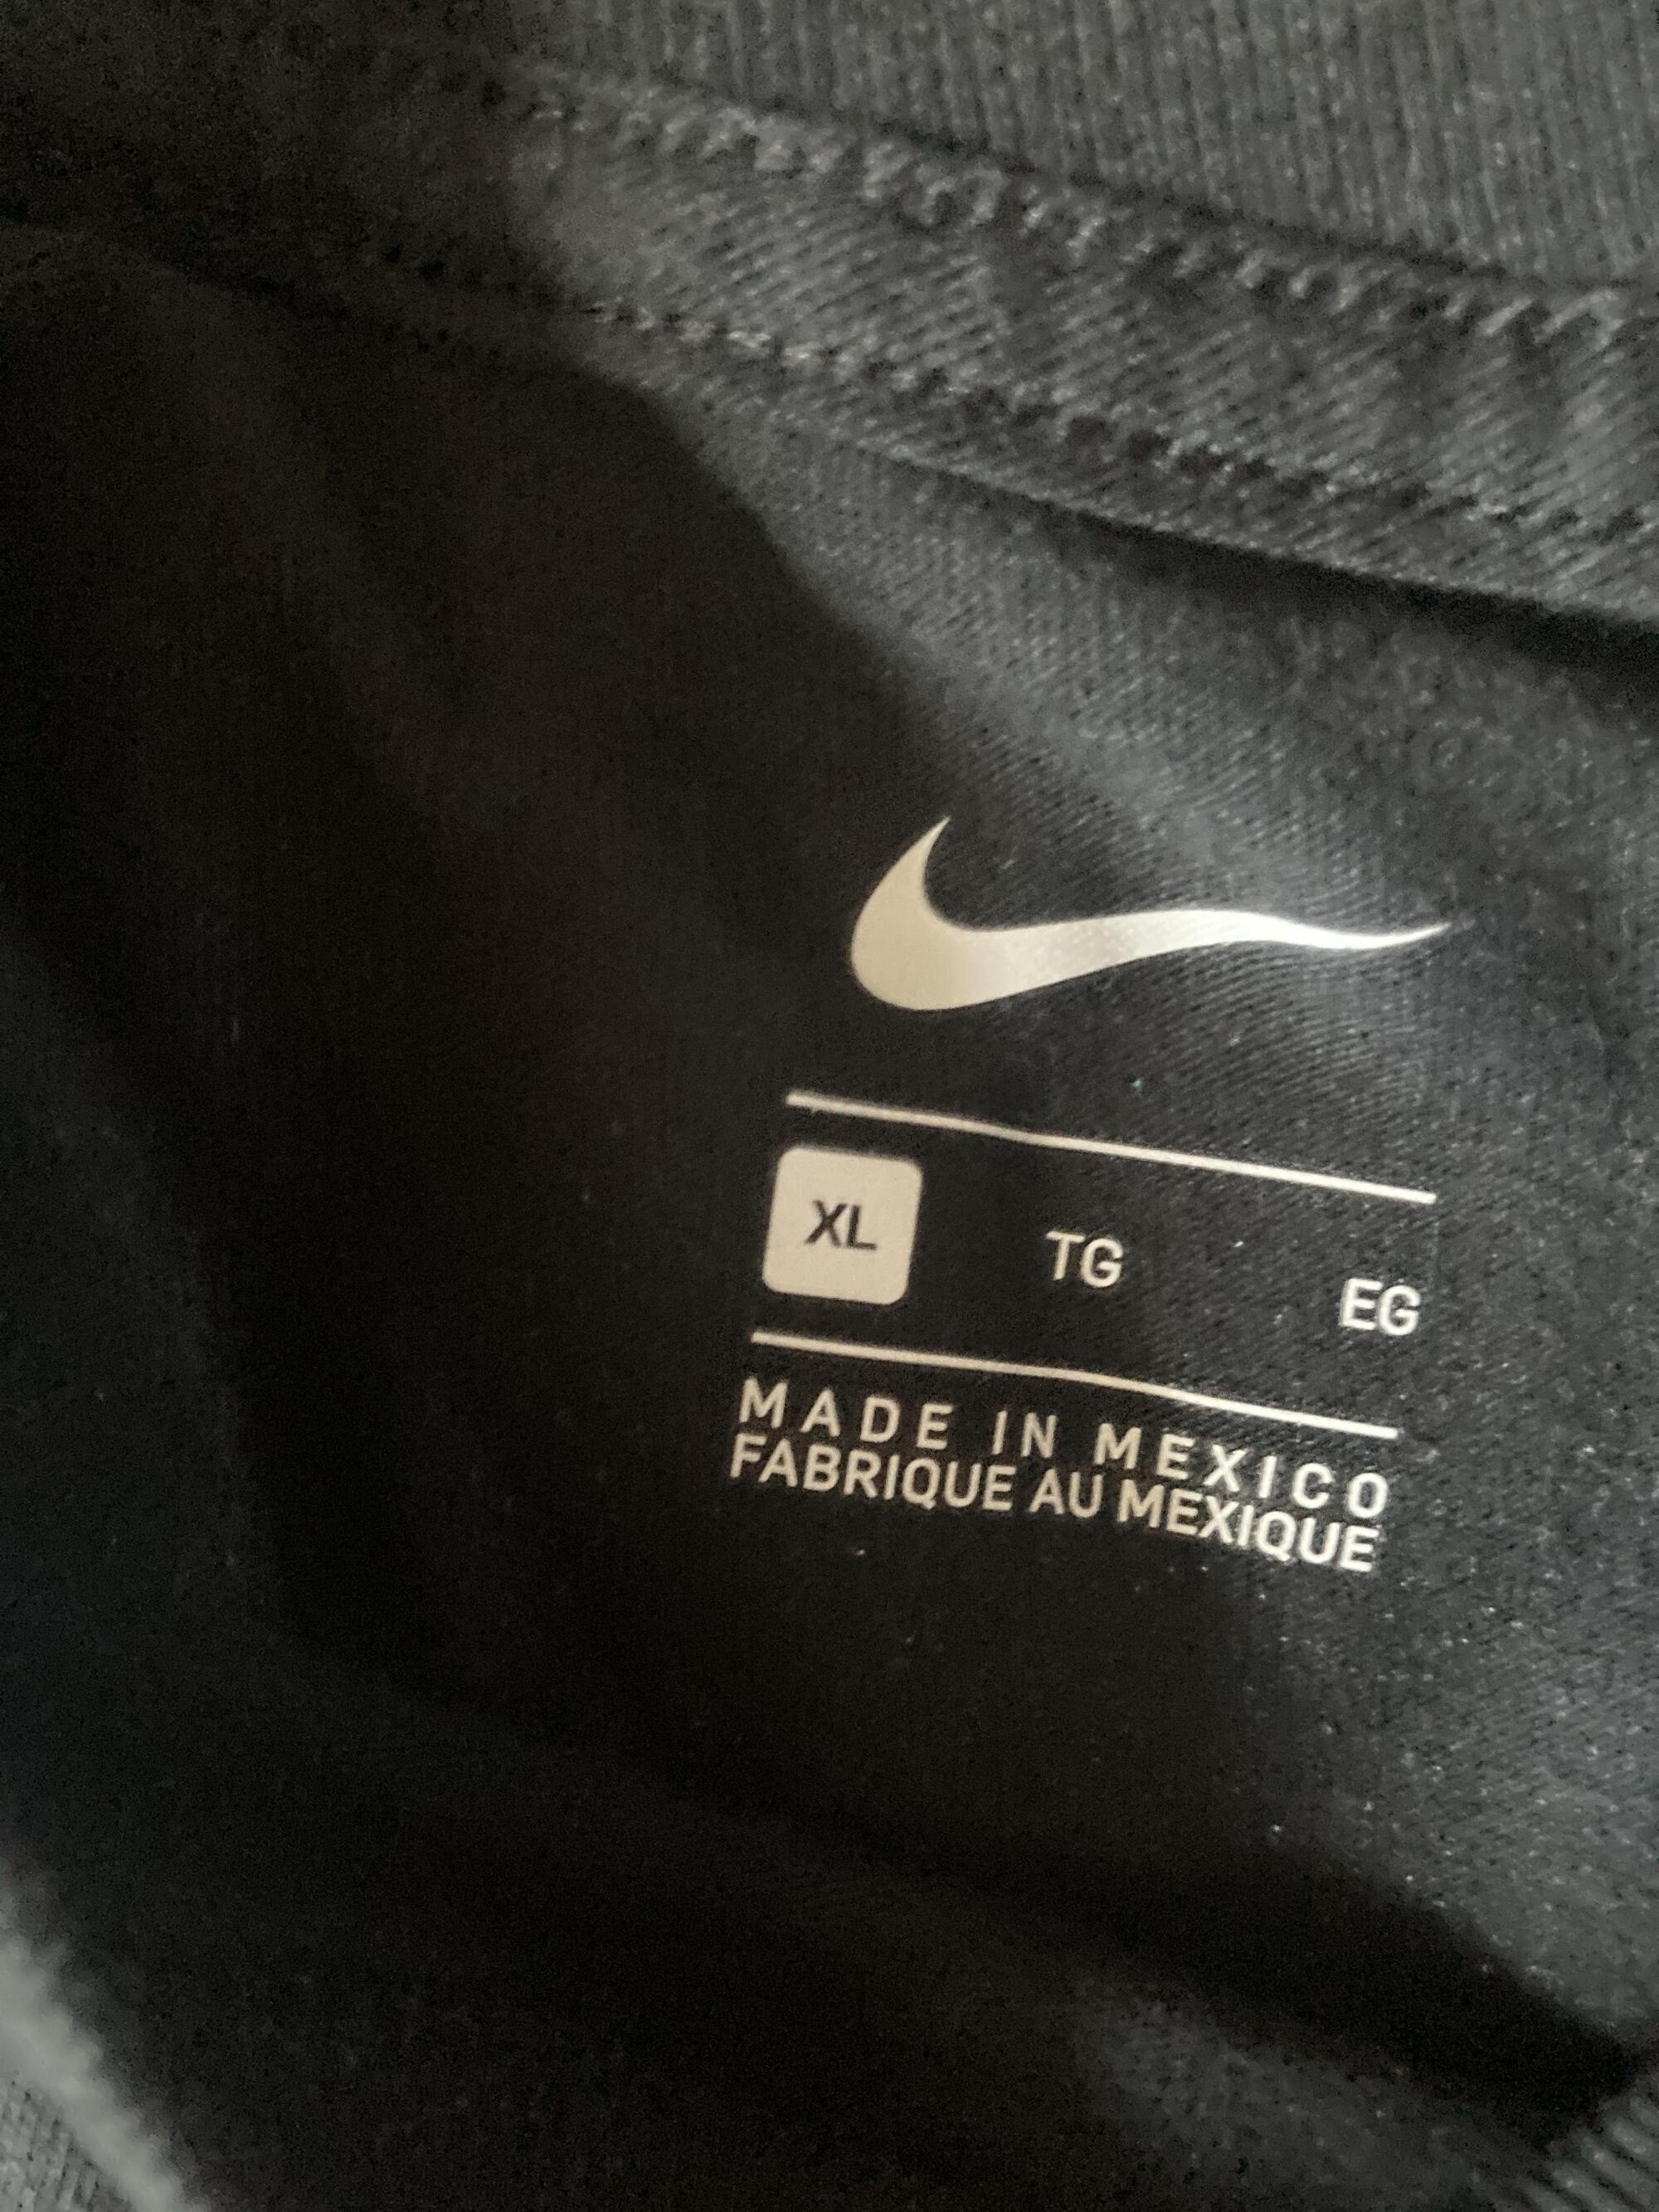 XL TG EG
MADE IN MEXICO
FABRIQUE AU MEXIQUE